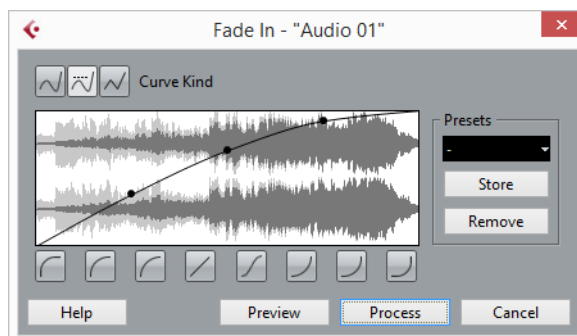 Fade In - "Audio 01"
Curve Kind
Presets
-
Store
Remove
Help
Preview
Process
Cancel